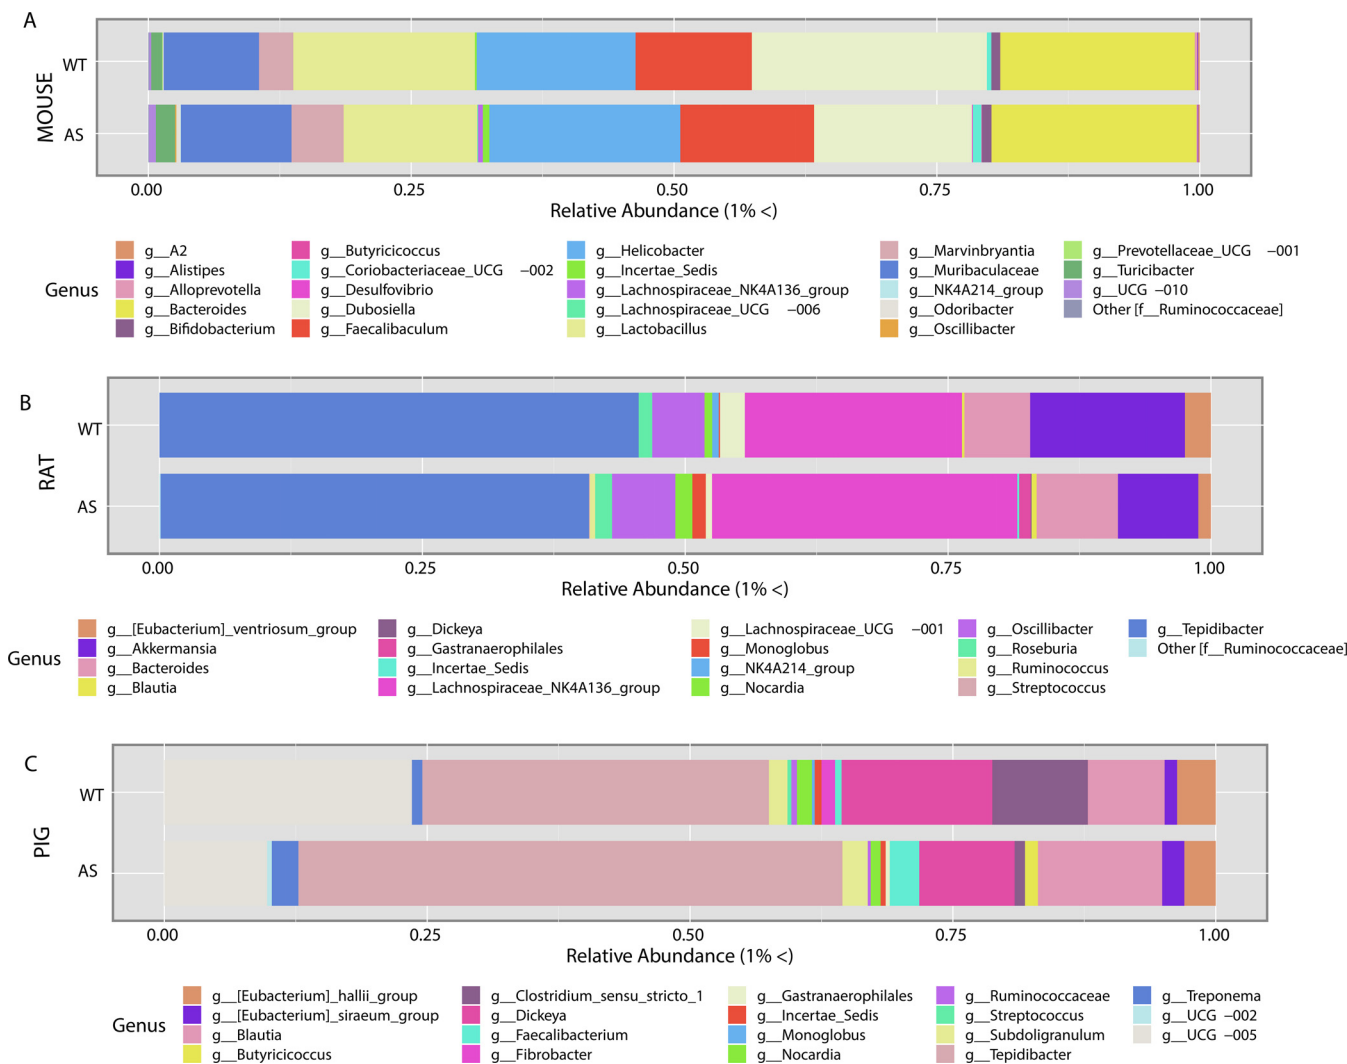 A
MOUSE
WT
AS
0.00 0.25 0.50 0.75 1.00
Relative Abundance (1% <)
Genus
g__A2 g__Butyricicoccus g__Helicobacter g__Marvinbryantia g__Prevotellaceae_UCG −001
g__Alistipes g__Coriobacteriaceae_UCG −002 g__Incertae_Sedis g__Muribaculaceae g__Turicibacter
g__Alloprevotella g__Desulfovibrio g__Lachnospiraceae_NK4A136_group g__NK4A214_group g__UCG −010
g__Bacteroides g__Dubosiella g__Lachnospiraceae_UCG −006 g__Odoribacter Other [f__Ruminococcaceae]
g__Bifidobacterium g__Faecalibaculum g__Lactobacillus g__Oscillibacter
B
RAT
WT
AS
0.00 0.25 0.50 0.75 1.00
Relative Abundance (1% <)
Genus
g__[Eubacterium]_ventriosum_group g__Dickeya g__Lachnospiraceae_UCG −001 g__Oscillibacter g__Tepidibacter
g__Akkermansia g__Gastranaerophilales g__Monoglobus g__Roseburia Other [f__Ruminococcaceae]
g__Bacteroides g__Incertae_Sedis g__NK4A214_group g__Ruminococcus
g__Blautia g__Lachnospiraceae_NK4A136_group g__Nocardia g__Streptococcus
C
PIG
WT
AS
0.00 0.25 0.50 0.75 1.00
Relative Abundance (1% <)
Genus
g__[Eubacterium]_hallii_group g__Clostridium_sensu_stricto_1 g__Gastranaerophilales g__Ruminococcaceae g__Treponema
g__[Eubacterium]_siraeum_group g__Dickeya g__Incertae_Sedis g__Streptococcus g__UCG −002
g__Blautia g__Faecalibacterium g__Monoglobus g__Subdoligranulum g__UCG −005
g__Butyricicoccus g__Fibrobacter g__Nocardia g__Tepidibacter